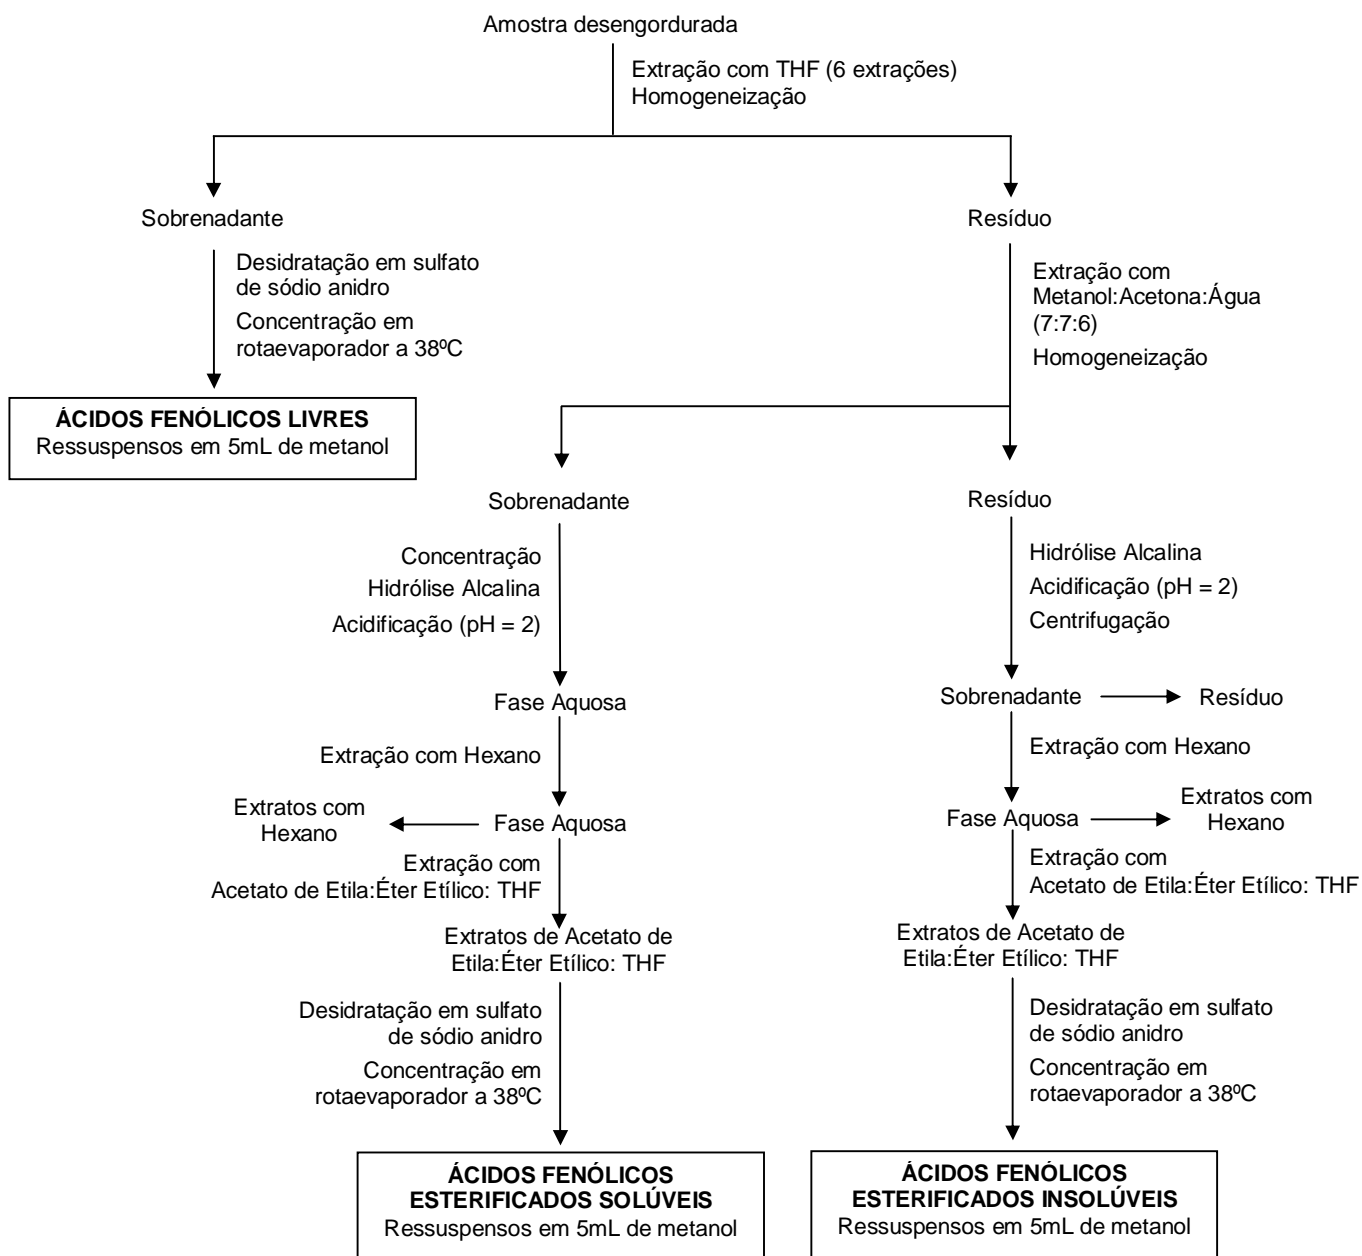 Amostra desengordurada
Extração com THF (6 extrações)
Homogeneização
Sobrenadante
Resíduo
Desidratação em sulfato
de sódio anidro
Concentração em
rotaevaporador a 38ºC
Extração com
Metanol:Acetona:Água
(7:7:6)
Homogeneização
ÁCIDOS FENÓLICOS LIVRES
Ressuspensos em 5mL de metanol
Sobrenadante
Resíduo
Concentração
Hidrólise Alcalina
Acidificação (pH = 2)
Hidrólise Alcalina
Acidificação (pH = 2)
Centrifugação
Fase Aquosa
Sobrenadante
Resíduo
Extração com Hexano
Extração com Hexano
Extratos com
Hexano
Fase Aquosa
Fase Aquosa
Extratos com
Hexano
Extração com
Acetato de Etila:Éter Etílico: THF
Extração com
Acetato de Etila:Éter Etílico: THF
Extratos de Acetato de
Etila:Éter Etílico: THF
Extratos de Acetato de
Etila:Éter Etílico: THF
Desidratação em sulfato
de sódio anidro
Concentração em
rotaevaporador a 38ºC
Desidratação em sulfato
de sódio anidro
Concentração em
rotaevaporador a 38ºC
ÁCIDOS FENÓLICOS
ESTERIFICADOS SOLÚVEIS
Ressuspensos em 5mL de metanol
ÁCIDOS FENÓLICOS
ESTERIFICADOS INSOLÚVEIS
Ressuspensos em 5mL de metanol